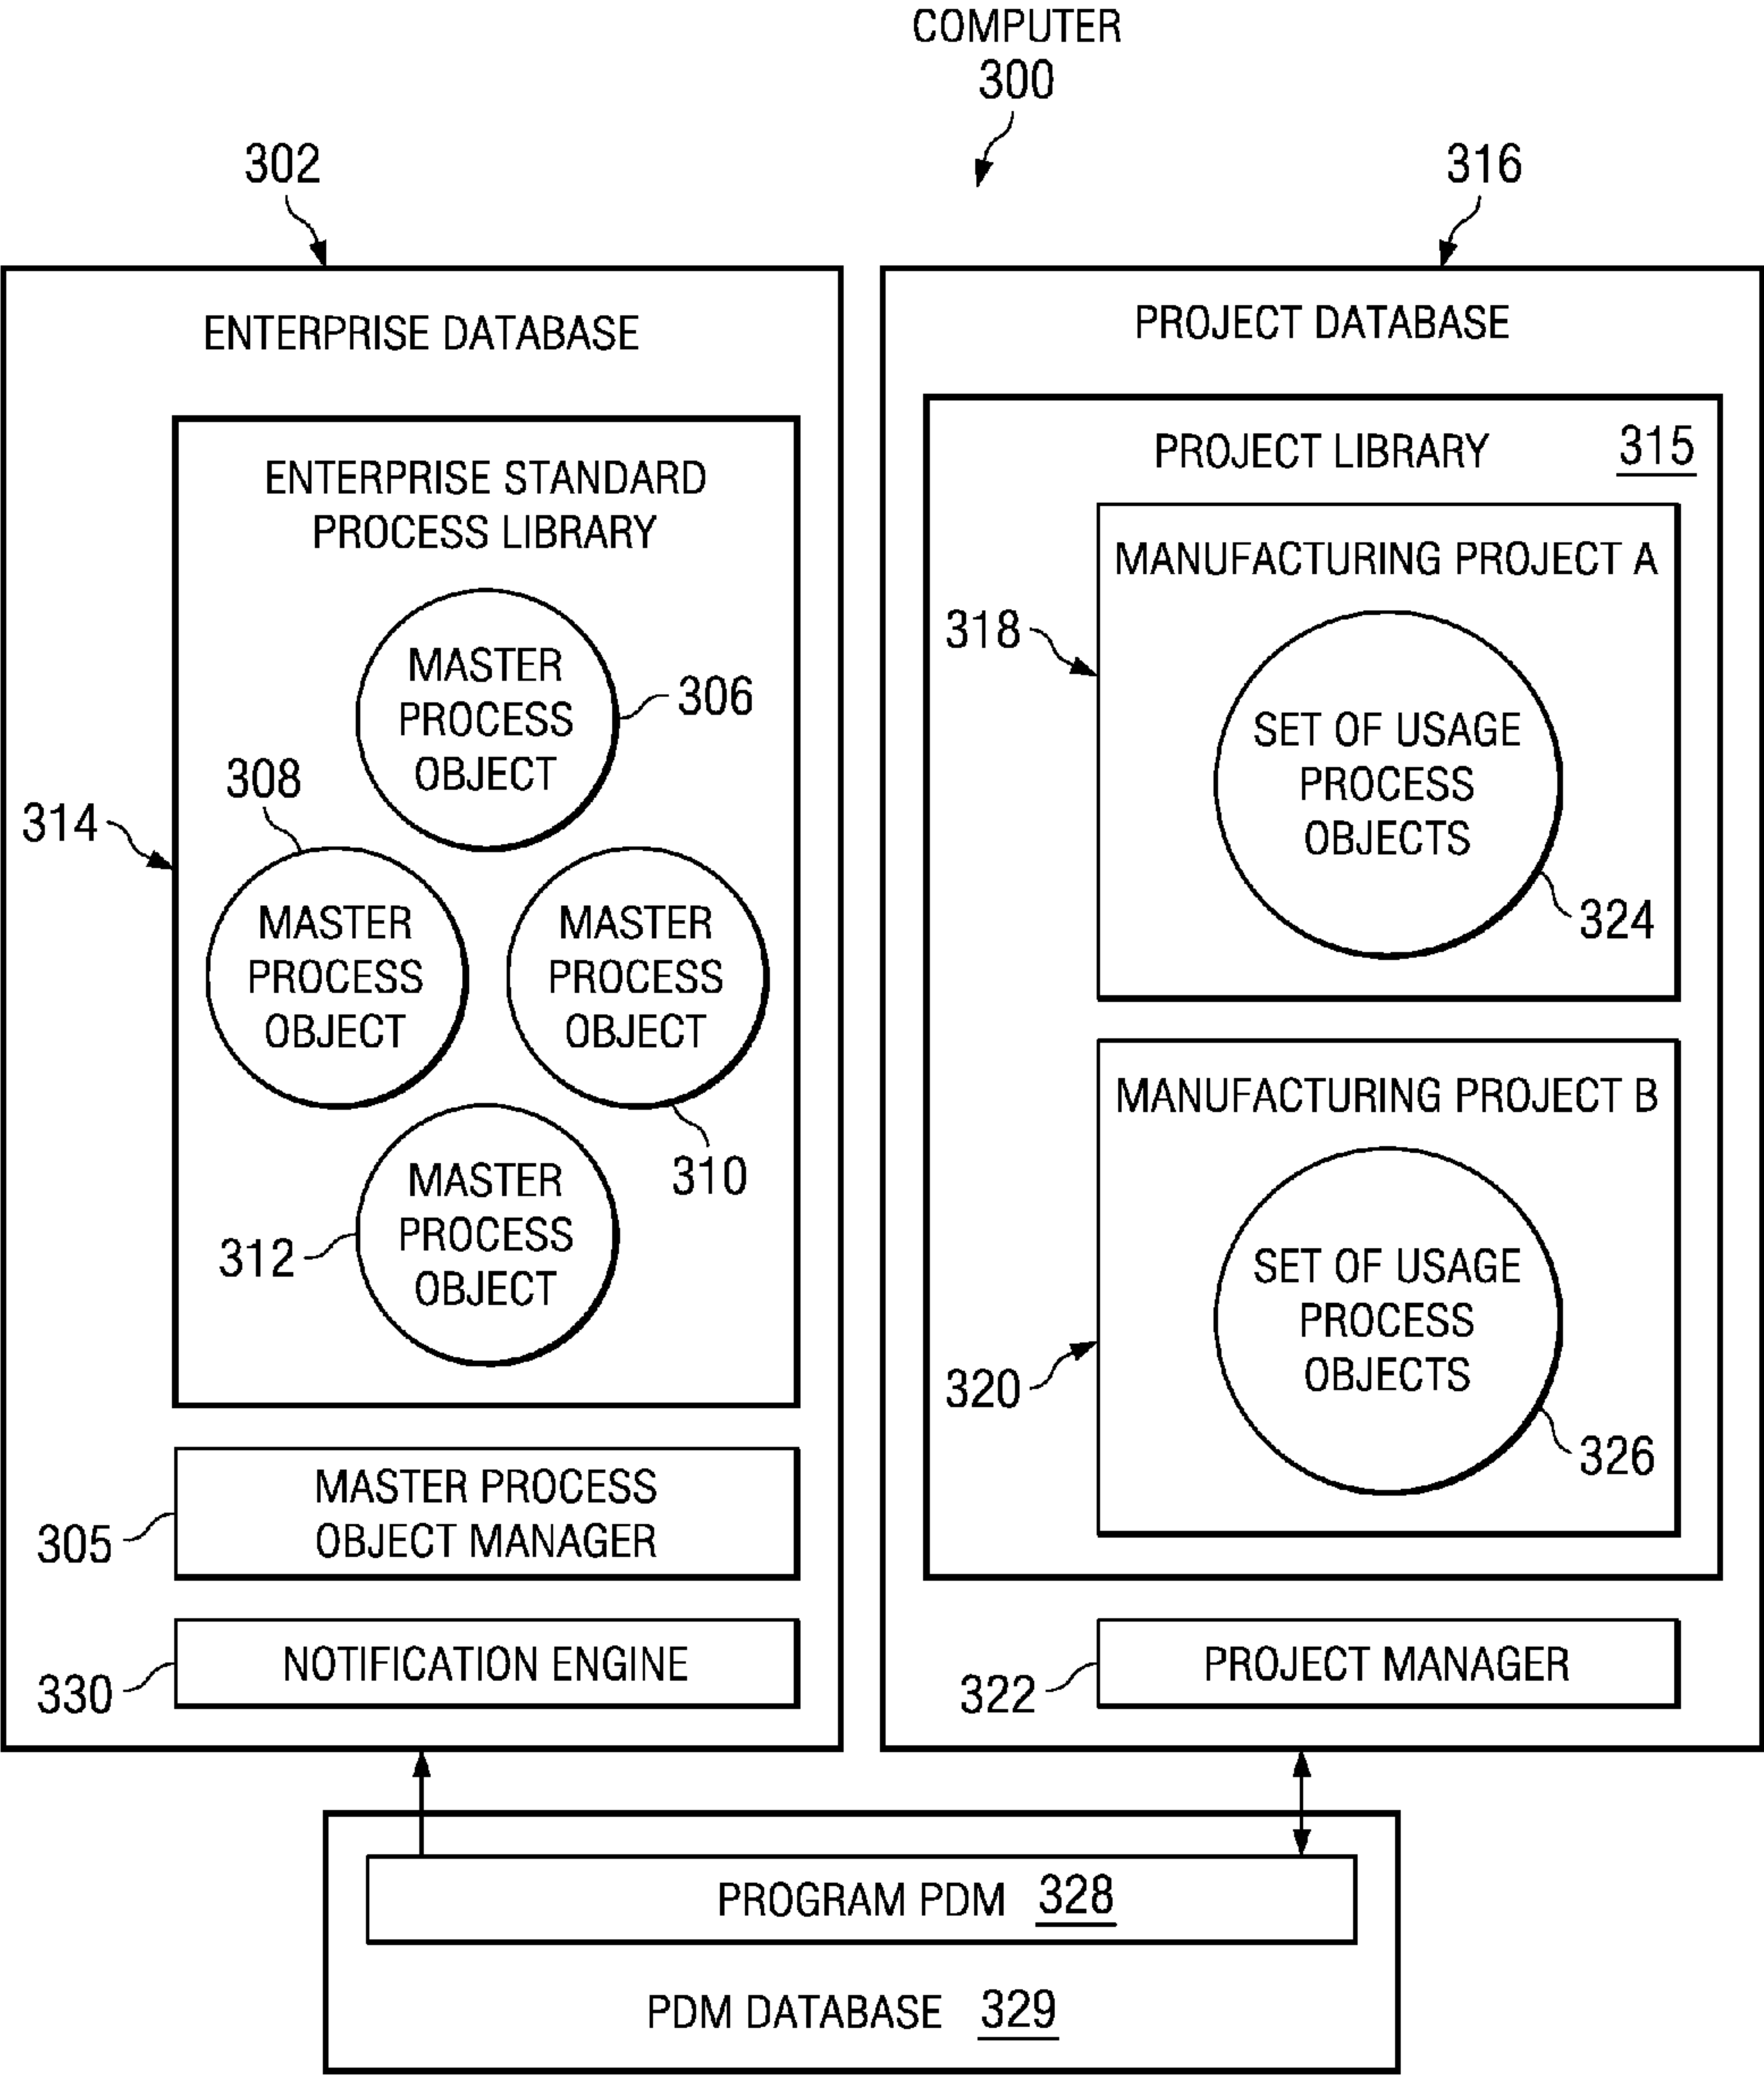 COMPUTER
300
302
316
ENTERPRISE DATABASE
ENTERPRISE STANDARD
PROCESS LIBRARY
MASTER
PROCESS
OBJECT
306
308
314
MASTER
PROCESS
OBJECT
MASTER
PROCESS
OBJECT
310
MASTER
PROCESS
OBJECT
312
MASTER PROCESS
OBJECT MANAGER
305
NOTIFICATION ENGINE
330
PROJECT DATABASE
PROJECT LIBRARY 315
MANUFACTURING PROJECT A
318
SET OF USAGE
PROCESS
OBJECTS
324
MANUFACTURING PROJECT B
SET OF USAGE
PROCESS
OBJECTS
320
326
PROJECT MANAGER
322
PROGRAM PDM 328
PDM DATABASE 329